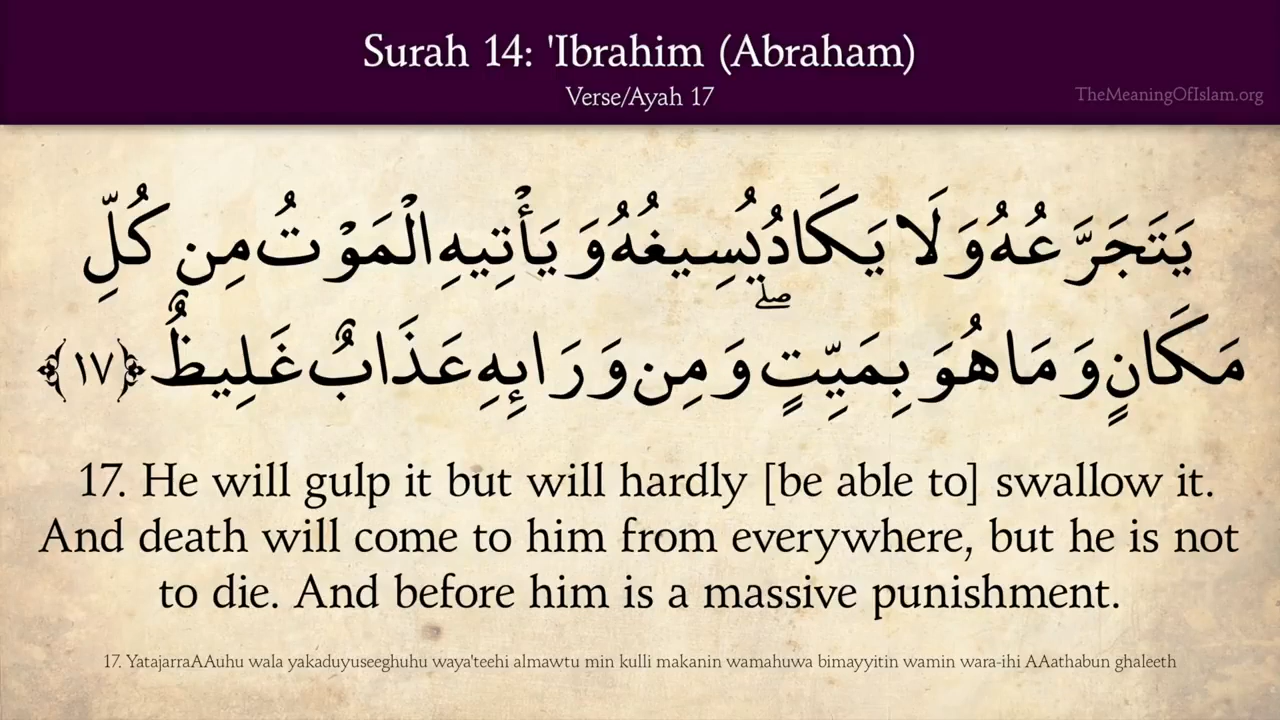 Surah 14: 'Ibrahim (Abraham)
Verse/Ayah 17
TheMeaningOfIslam.org
يَتَجَرَّعُهُ وَلَا يَكَادُ يُسِيغُهُ وَيَأْتِيهِ الْمَوْتُ مِن كُلِّ
مَكَانٍ وَمَا هُوَ بِمَيِّتٍ ۖ وَمِن وَرَابِهِ عَذَابٌ غَلِيظٌ ﴿١٧﴾
17. He will gulp it but will hardly [be able to] swallow it.
And death will come to him from everywhere, but he is not
to die. And before him is a massive punishment.
17. YatajarraAAuhu wala yakaduyuseeghuhu waya'teehi almawtu min kulli makanin wamahuwa bimayyitin wamin wara-ihi AAathabun ghaleeth